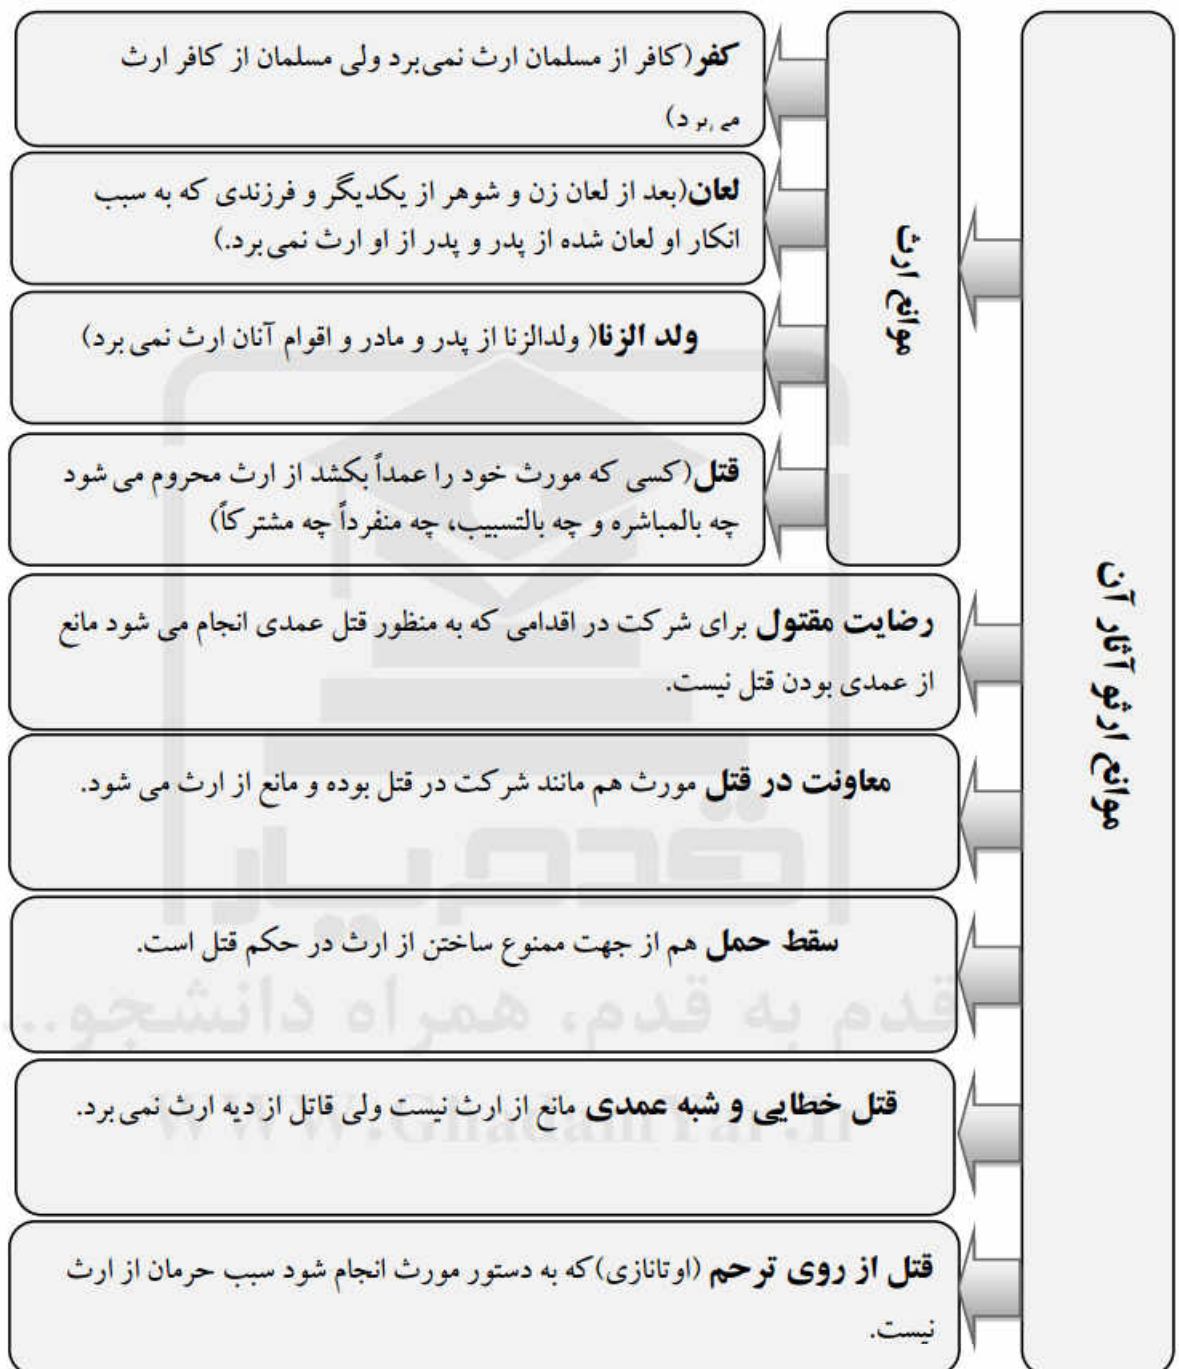 موانع ارثو آثار آن
موانع ارث
کفر(کافر از مسلمان ارث نمی‌برد ولی مسلمان از کافر ارث
می‌برد)
لعان(بعد از لعان زن و شوهر از یکدیگر و فرزندی که به سبب
انکار او لعان شده از پدر و پدر از او ارث نمی‌برد.)
ولد الزنا( ولدالزنا از پدر و مادر و اقوام آنان ارث نمی‌برد)
قتل(کسی که مورث خود را عمداً بکشد از ارث محروم می شود
چه بالمباشره و چه بالتسبیب، چه منفرداً چه مشترکاً)
رضایت مقتول برای شرکت در اقدامی که به منظور قتل عمدی انجام می شود مانع
از عمدی بودن قتل نیست.
معاونت در قتل مورث هم مانند شرکت در قتل بوده و مانع از ارث می شود.
سقط حمل هم از جهت ممنوع ساختن از ارث در حکم قتل است.
قتل خطایی و شبه عمدی مانع از ارث نیست ولی قاتل از دیه ارث نمی‌برد.
قتل از روی ترحم (اوتانازی)که به دستور مورث انجام شود سبب حرمان از ارث
نیست.
قدم‌یار
قدم به قدم، همراه دانشجو...
WWW.GhadamYar.Ir